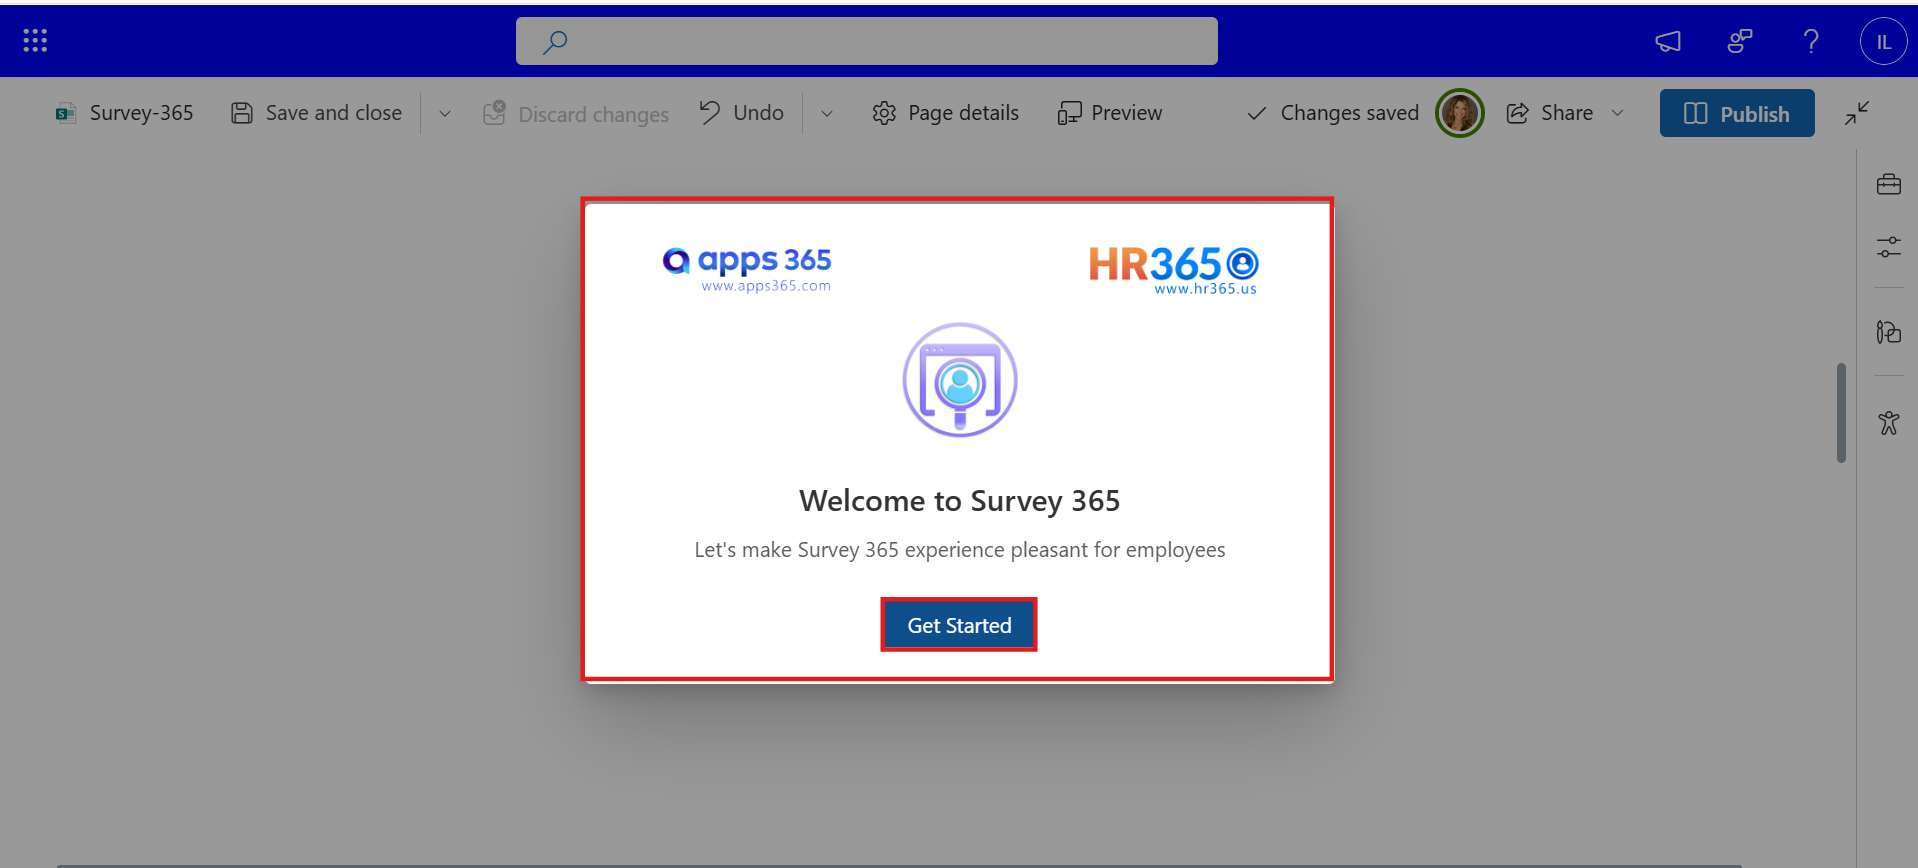 IL
Survey-365
Save and close
Discard changes
Undo
Page details
Preview
Changes saved
Share
Publish
apps 365
www.apps365.com
HR365
www.hr365.us
Welcome to Survey 365
Let's make Survey 365 experience pleasant for employees
Get Started